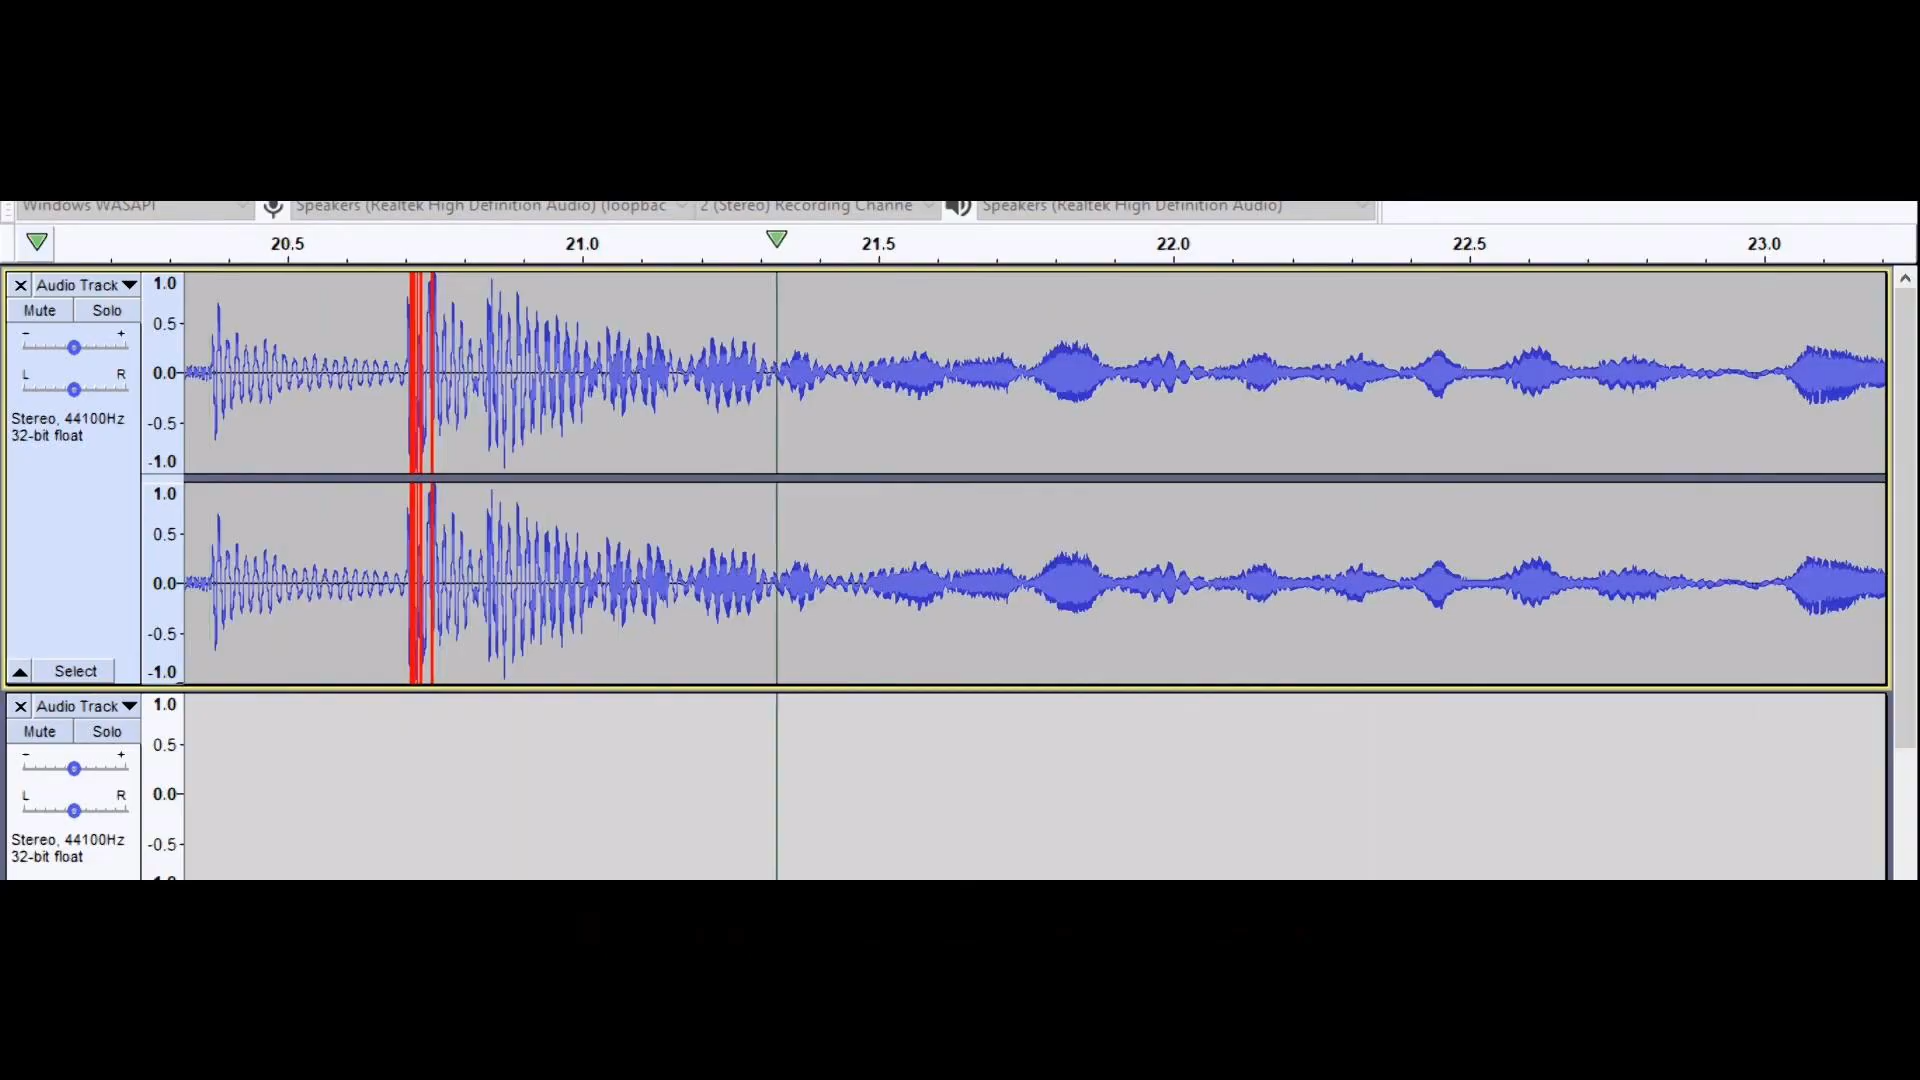 Windows WASAPI Speakers (Realtek High Definition Audio) (loopbac 2 (Stereo) Recording Channe Speakers (Realtek High Definition Audio)
20.5 21.0 21.5 22.0 22.5 23.0
Audio Track 1.0
Mute Solo
- + 0.5
L R 0.0
Stereo, 44100Hz -0.5
32-bit float
-1.0
1.0
0.5
0.0
-0.5
Select -1.0
Audio Track 1.0
Mute Solo
- + 0.5
L R 0.0
Stereo, 44100Hz -0.5
32-bit float